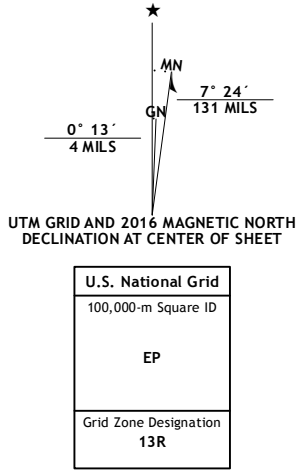 ★
MN
GN
7° 24´
131 MILS
0° 13´
4 MILS
UTM GRID AND 2016 MAGNETIC NORTH
DECLINATION AT CENTER OF SHEET
U.S. National Grid
100,000-m Square ID
EP
Grid Zone Designation
13R